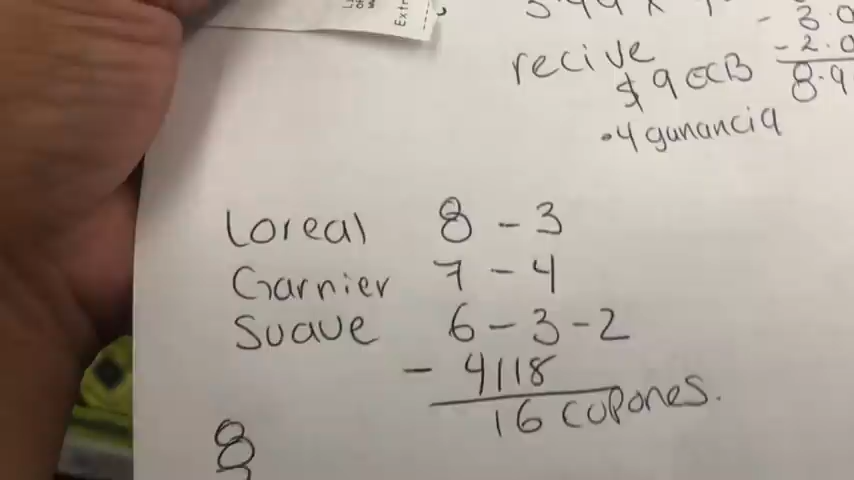 Extr
3.0
recive - 2.0
$9 ECB 8.9
.4 ganancia
Loreal 8 - 3
Garnier 7 - 4
Suave 6 - 3 - 2
- 4118
16 cupones.
8